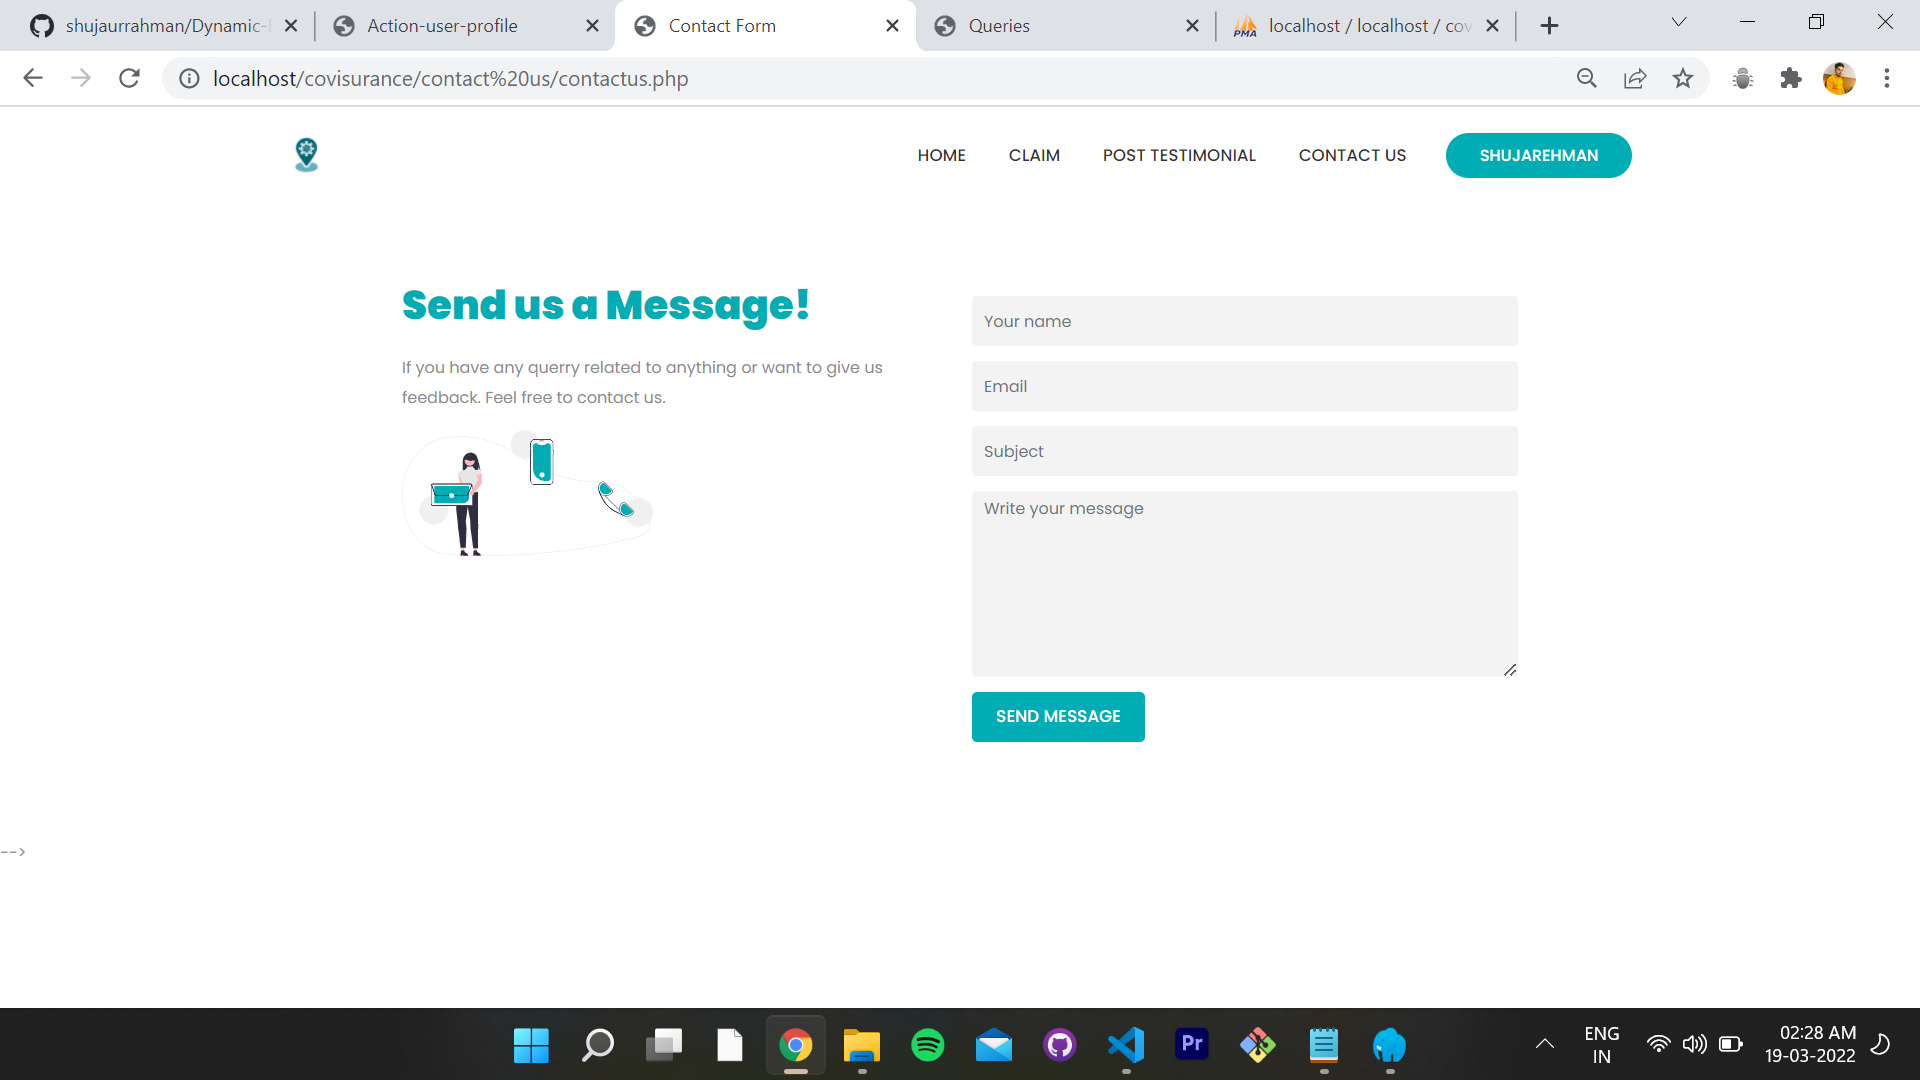 shujaurrahman/Dynamic-
Action-user-profile
Contact Form
Queries
localhost / localhost / cov
localhost/covisurance/contact%20us/contactus.php
HOME
CLAIM
POST TESTIMONIAL
CONTACT US
SHUJAREHMAN
Send us a Message!
If you have any querry related to anything or want to give us
feedback. Feel free to contact us.
Your name
Email
Subject
Write your message
SEND MESSAGE
-->
Pr
ENG
IN
02:28 AM
19-03-2022